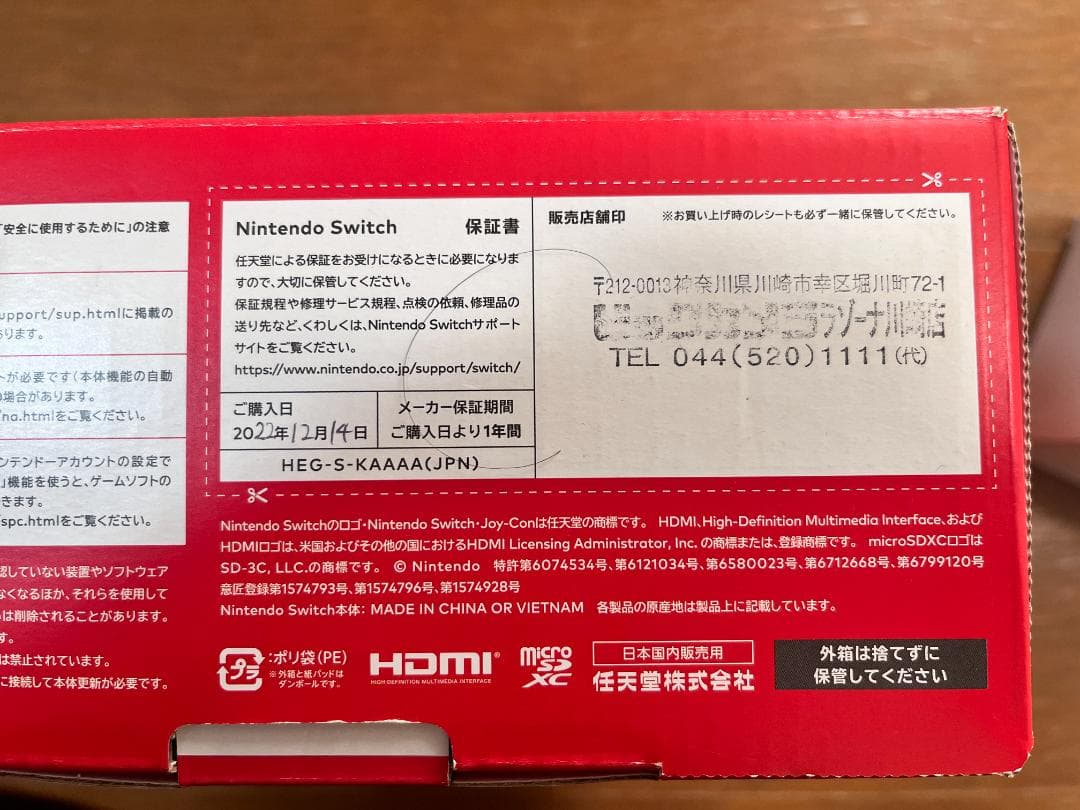 「安全に使用するために」の注意
upport/sup.htmlに掲載の
ります。
トが必要です(本体機能の自動
の場合があります。
/na.htmlをご覧ください。
ンテンドーアカウントの設定で
」機能を使うと、ゲームソフトの
きます。
spc.htmlをご覧ください。
認していない装置やソフトウェア
なくなるほか、それらを使用して
は削除されることがあります。
す。
は禁止されています。
に接続して本体更新が必要です。
Nintendo Switch 保証書
任天堂による保証をお受けになるときに必要になりま
すので、大切に保管してください。
保証規程や修理サービス規程、点検の依頼、修理品の
送り先など、くわしくは、Nintendo Switchサポート
サイトをご覧ください。
https://www.nintendo.co.jp/support/switch/
ご購入日
2022年12月14日
メーカー保証期間
ご購入日より1年間
HEG-S-KAAAA(JPN)
販売店舗印 ※お買い上げ時のレシートも必ず一緒に保管してください。
〒212-0013神奈川県川崎市幸区堀川町72-1
ラゾーナ川崎店
TEL 044(520)1111(代)
Nintendo Switchのロゴ・Nintendo Switch・Joy-Conは任天堂の商標です。 HDMI、High-Definition Multimedia Interface、および
HDMIロゴは、米国およびその他の国におけるHDMI Licensing Administrator, Inc. の商標または、登録商標です。 microSDXCロゴは
SD-3C, LLC.の商標です。 © Nintendo 特許第6074534号、第6121034号、第6580023号、第6712668号、第6799120号
意匠登録第1574793号、第1574796号、第1574928号
Nintendo Switch本体: MADE IN CHINA OR VIETNAM 各製品の原産地は製品上に記載しています。
プラ
:ポリ袋(PE)
※外箱と紙パッドは
ダンボールです。
HDMI®
HIGH-DEFINITION MULTIMEDIA INTERFACE
micro
SD
XC
日本国内販売用
任天堂株式会社
外箱は捨てずに
保管してください